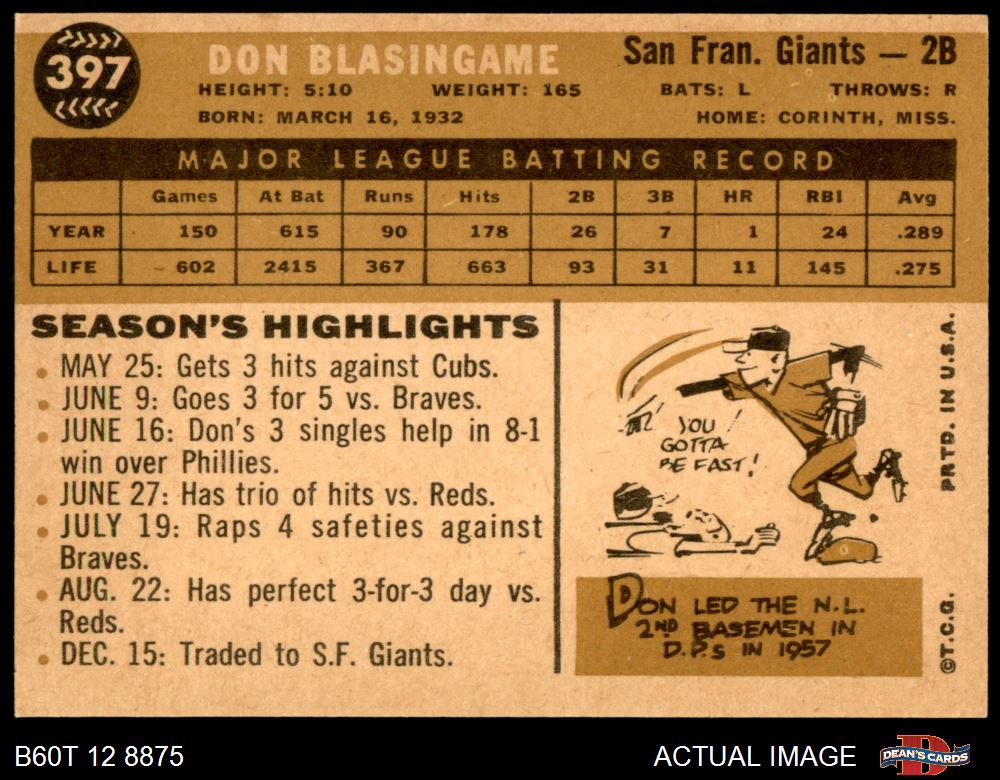 397
DON BLASINGAME
San Fran. Giants — 2B
HEIGHT: 5:10 WEIGHT: 165 BATS: L THROWS: R
BORN: MARCH 16, 1932 HOME: CORINTH, MISS.
MAJOR LEAGUE BATTING RECORD
Games At Bat Runs Hits 2B 3B HR RBI Avg
YEAR 150 615 90 178 26 7 1 24 .289
LIFE 602 2415 367 663 93 31 11 145 .275
SEASON'S HIGHLIGHTS
• MAY 25: Gets 3 hits against Cubs.
• JUNE 9: Goes 3 for 5 vs. Braves.
• JUNE 16: Don's 3 singles help in 8-1
win over Phillies.
• JUNE 27: Has trio of hits vs. Reds.
• JULY 19: Raps 4 safeties against
Braves.
• AUG. 22: Has perfect 3-for-3 day vs.
Reds.
• DEC. 15: Traded to S.F. Giants.
YOU
GOTTA
BE FAST!
DON LED THE N.L.
2ND BASEMEN IN
D.P.s IN 1957
PRTD. IN U.S.A.
©T.C.G.
B60T 12 8875
ACTUAL IMAGE
DEAN'S CARDS